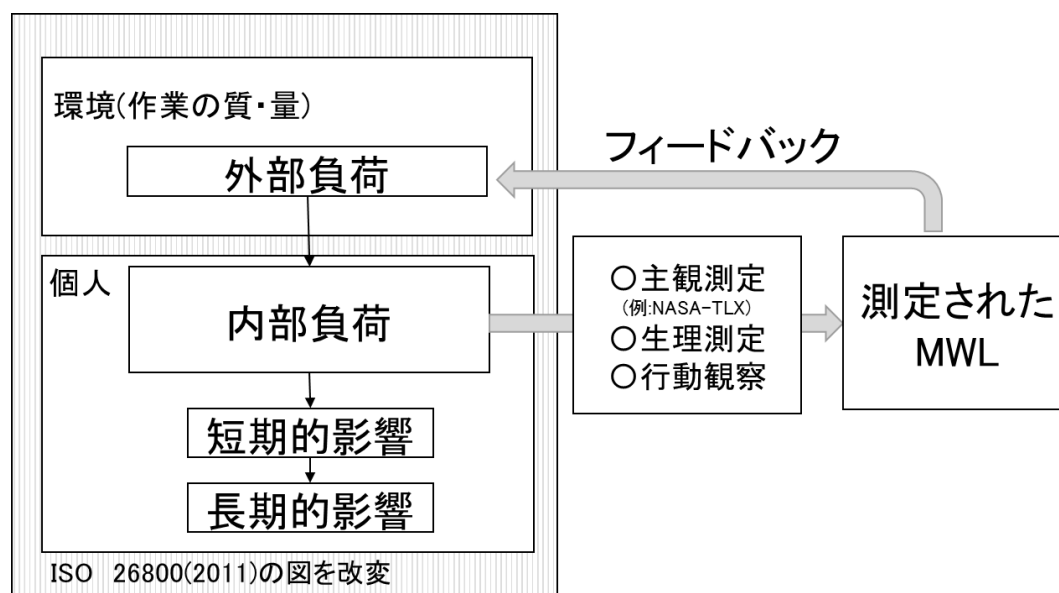 環境(作業の質・量)
外部負荷
フィードバック
個人
内部負荷
短期的影響
長期的影響
○主観測定
(例:NASA-TLX)
○生理測定
○行動観察
測定された
MWL
ISO 26800(2011)の図を改変